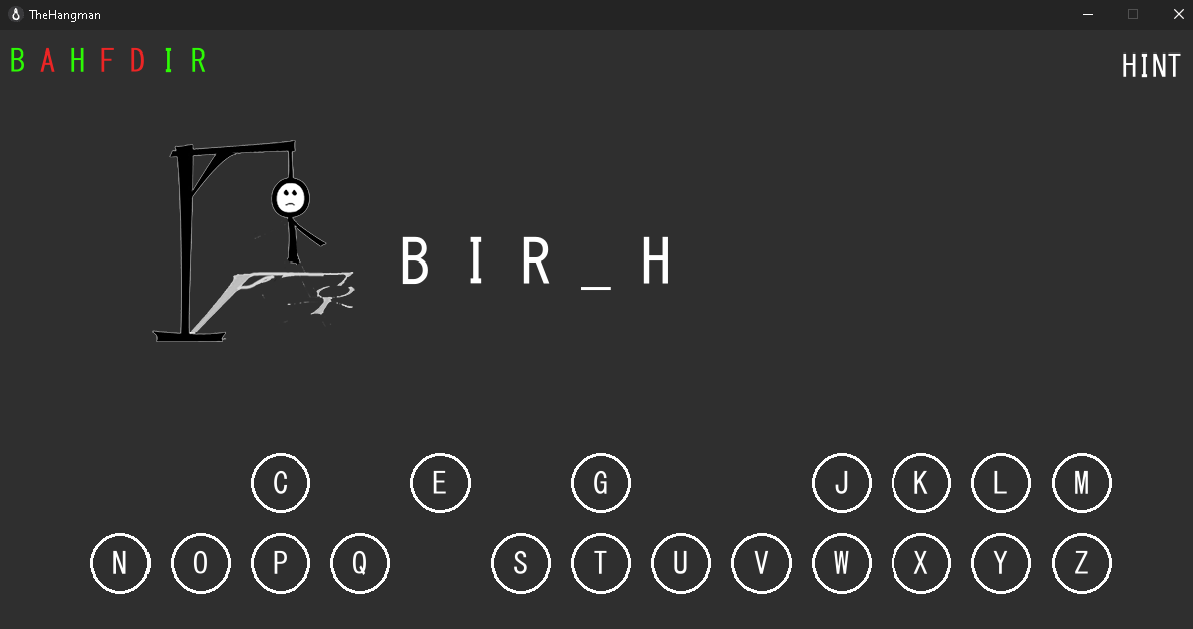 TheHangman
B A H F D I R
HINT
B I R _ H
C E G J K L M
N O P Q S T U V W X Y Z